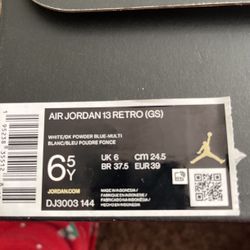 AIR JORDAN 13 RETRO (GS)
WHITE/DK POWDER BLUE-MULTI
BLANC/BLEU POUDRE FONCE
6.5Y
UK 6
cm 24.5
BR 37.5
EUR 39
JORDAN.COM
DJ3003 144
MADE IN INDONESIA